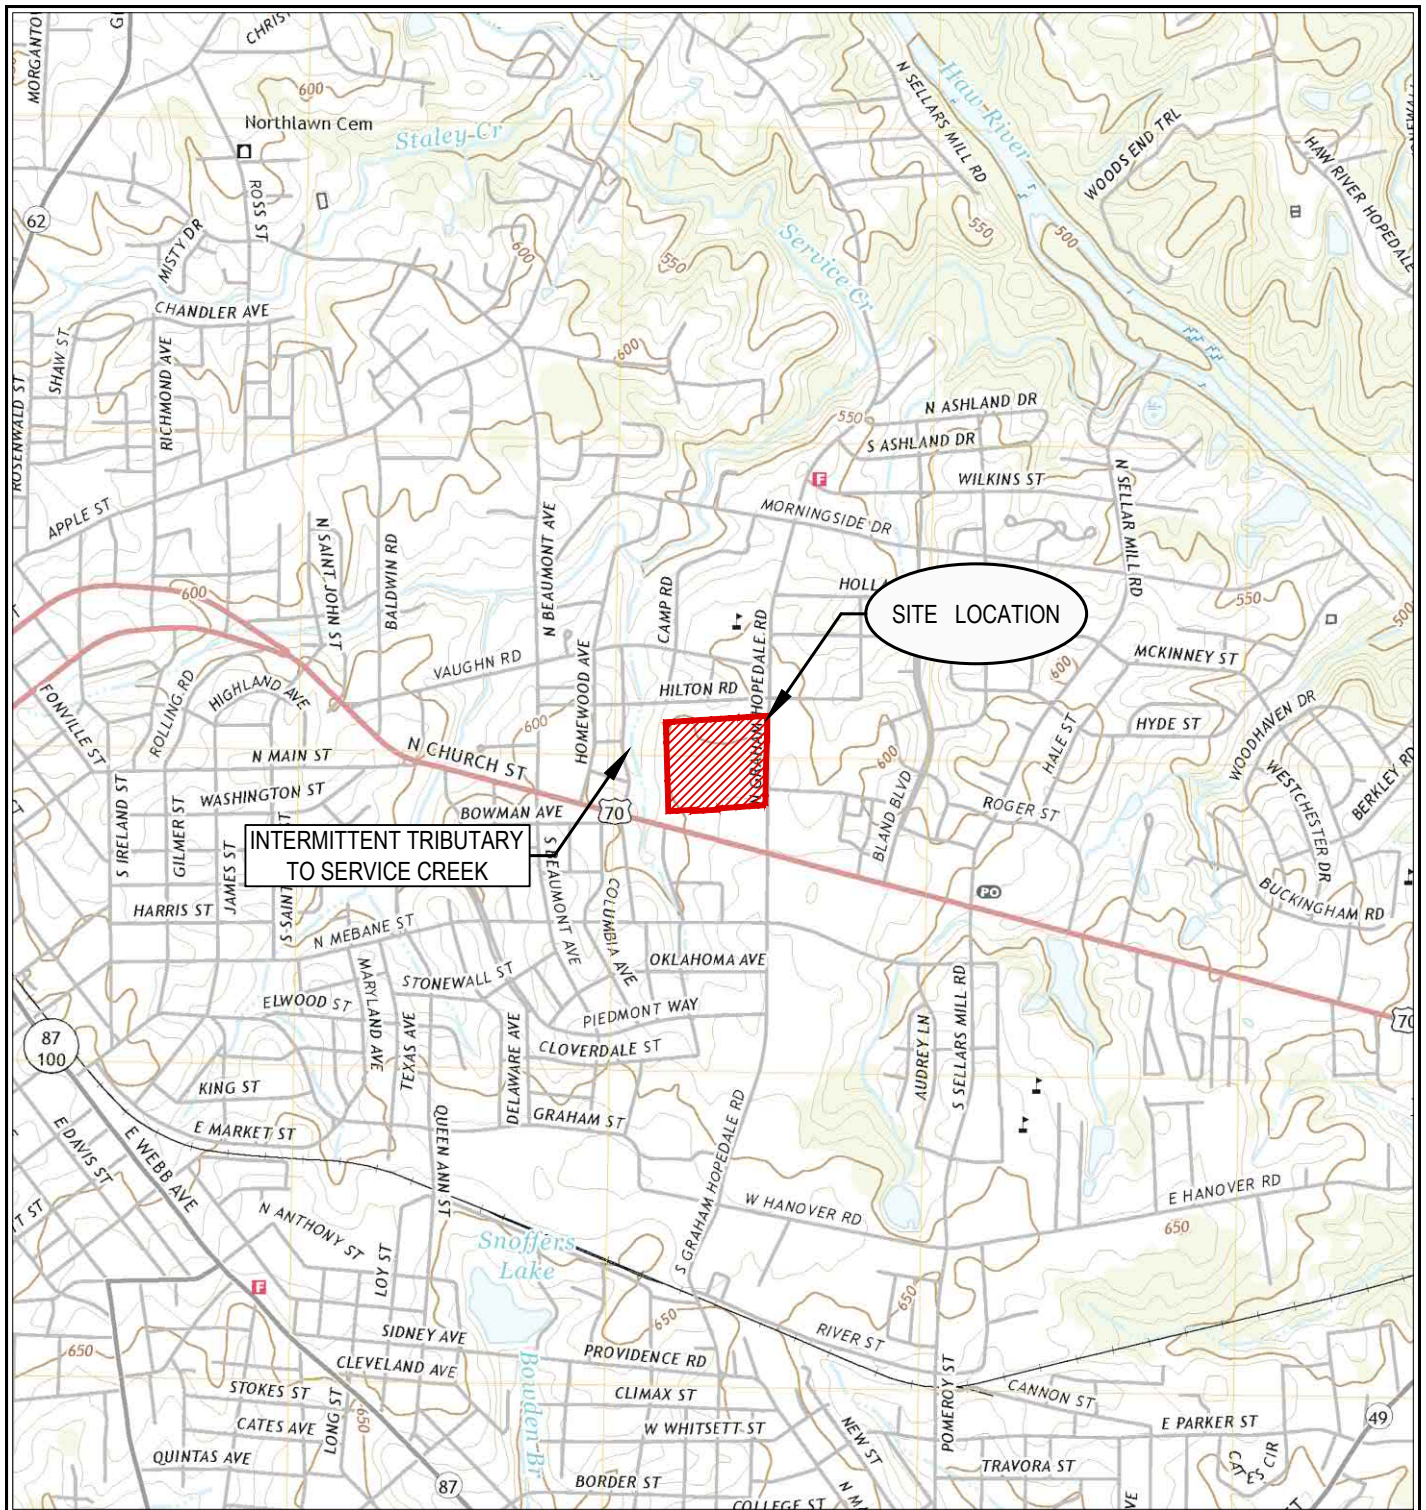 CHRIST
MORGANTO
600
Northlawn Cem
Staley Cr
Haw River
N SELLARS MILL RD
WOODS END TRL
HAW RIVER HOPEDALE
62
ROSS ST
MISTY DR
550
500
600
550
Service Cr
CHANDLER AVE
SHAW ST
RICHMOND AVE
ROSENWALD ST
600
N ASHLAND DR
550
S ASHLAND DR
WILKINS ST
N SELLAR MILL RD
APPLE ST
MORNINGSIDE DR
N SAINT JOHN ST
BALDWIN RD
N BEAUMONT AVE
600
CAMP RD
HOLLA
550
500
SITE LOCATION
N GRAHAM HOPEDALE RD
VAUGHN RD
HOMEWOOD AVE
HILTON RD
MCKINNEY ST
600
FONVILLE ST
ROLLING RD
HIGHLAND AVE
600
HYDE ST
HALE ST
WOODHAVEN DR
N CHURCH ST
N MAIN ST
600
WESTCHESTER DR
BERKLEY RD
WASHINGTON ST
BOWMAN AVE
70
BLAND BLVD
ROGER ST
S IRELAND ST
GILMER ST
JAMES ST
INTERMITTENT TRIBUTARY
TO SERVICE CREEK
S BEAUMONT AVE
COLUMBIA AVE
PO
BUCKINGHAM RD
HARRIS ST
S SAINT
N MEBANE ST
OKLAHOMA AVE
MARYLAND AVE
STONEWALL ST
ELWOOD ST
PIEDMONT WAY
TEXAS AVE
DELAWARE AVE
CLOVERDALE ST
AUDREY LN
S SELLARS MILL RD
70
87
100
KING ST
E MARKET ST
GRAHAM ST
QUEEN ANN ST
S GRAHAM HOPEDALE RD
E DAVIS ST
E WEBB AVE
W HANOVER RD
E HANOVER RD
650
N ANTHONY ST
LOY ST
Snoffers
Lake
F
F
650
650
650
SIDNEY AVE
PROVIDENCE RD
RIVER ST
CLEVELAND AVE
STOKES ST
LONG ST
650
CLIMAX ST
POMEROY ST
CANNON ST
CATES AVE
W WHITSETT ST
NEW ST
E PARKER ST
49
QUINTAS AVE
Bowden Br
CATES CIR
TRAVORA ST
87
BORDER ST
COLLEGE ST
N MA
VE
ST